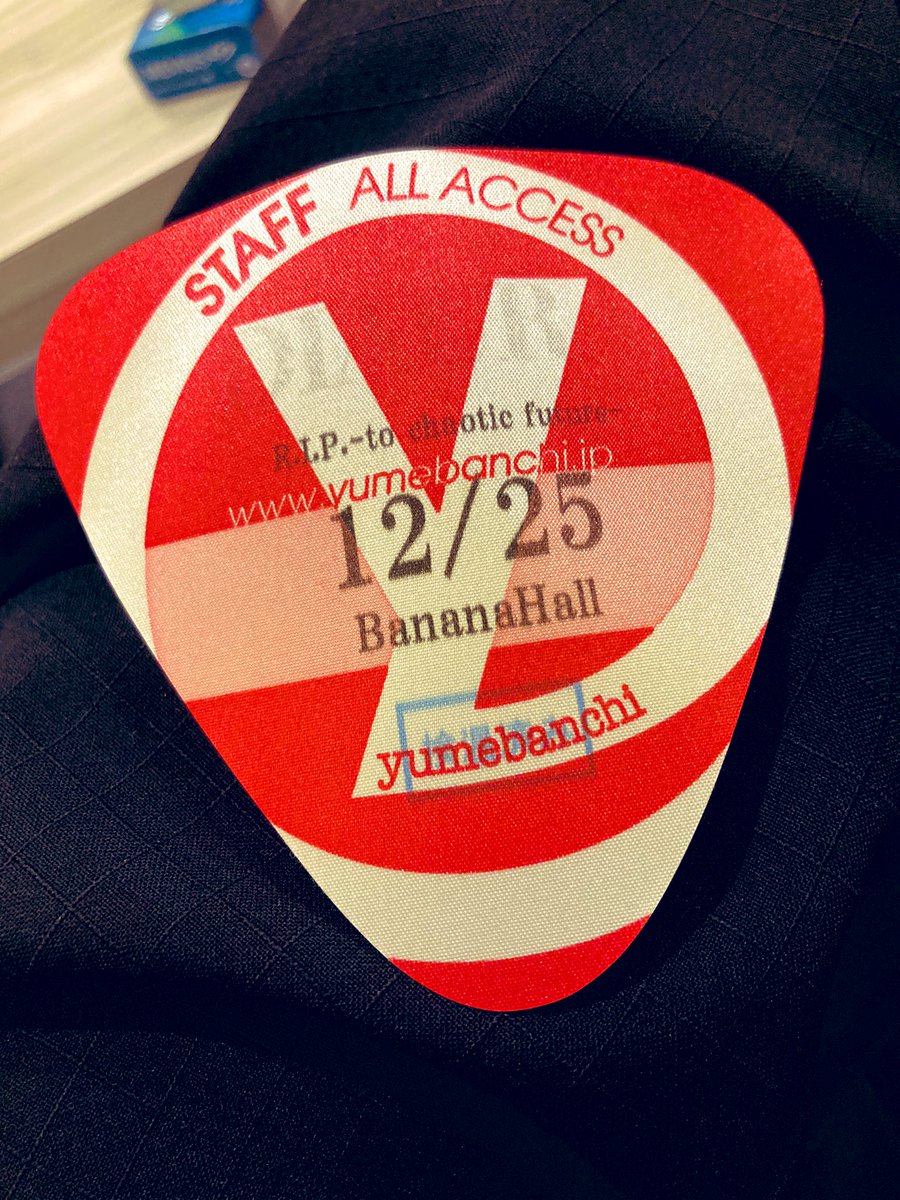 STAFF ALL ACCESS
R.I.P.-to chaotic future-
www.yumebanchi.jp
12/25
BananaHall
yumebanchi